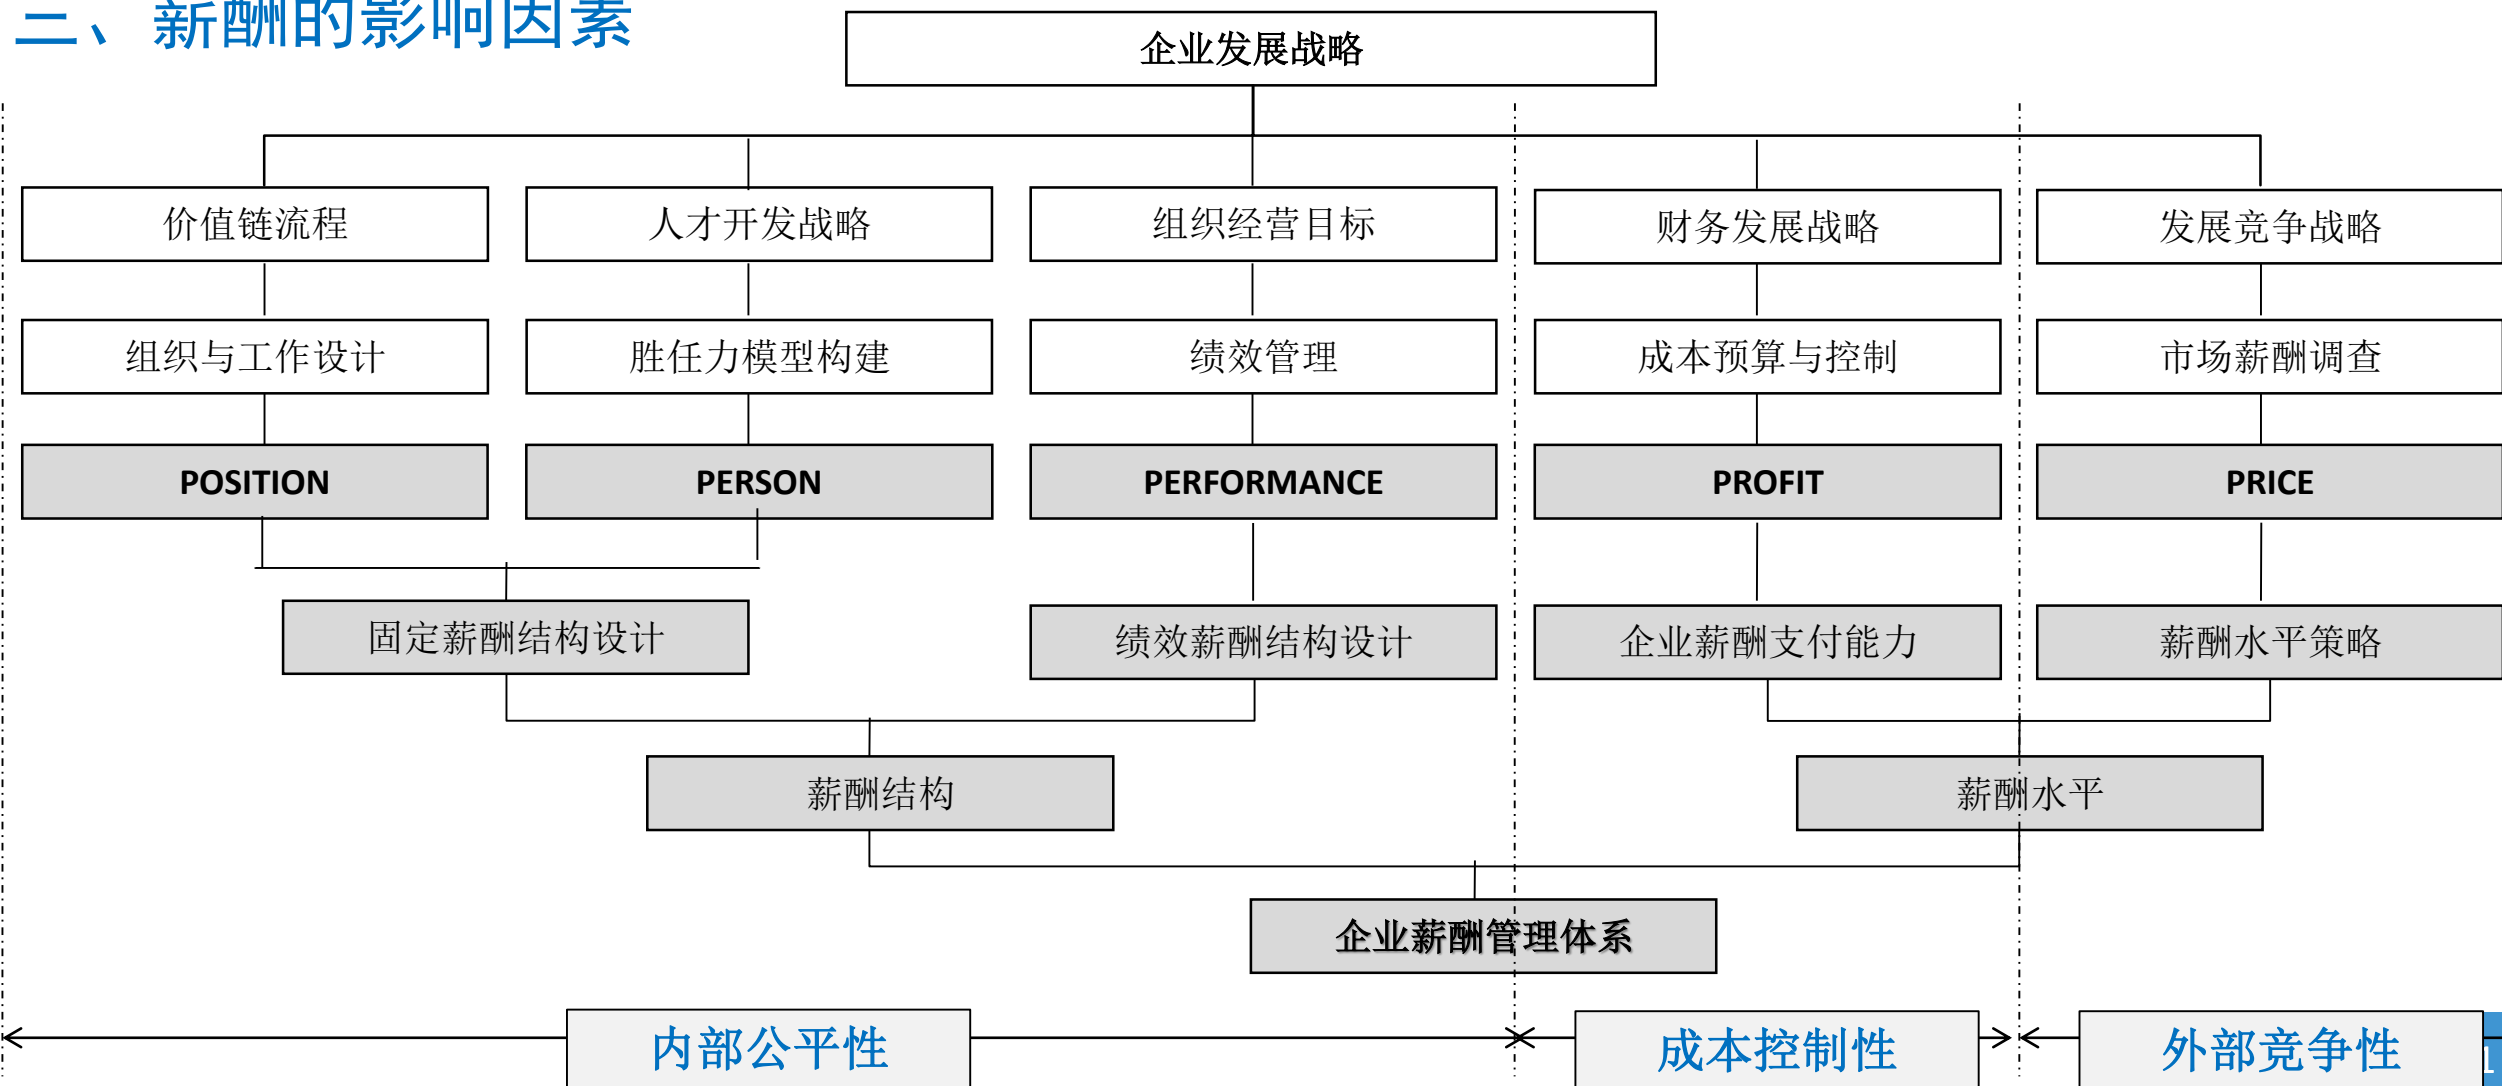 三、薪酬的影响因素
企业发展战略
价值链流程
人才开发战略
组织经营目标
财务发展战略
发展竞争战略
组织与工作设计
胜任力模型构建
绩效管理
成本预算与控制
市场薪酬调查
POSITION
PERSON
PERFORMANCE
PROFIT
PRICE
固定薪酬结构设计
绩效薪酬结构设计
企业薪酬支付能力
薪酬水平策略
薪酬结构
薪酬水平
企业薪酬管理体系
内部公平性
成本控制性
外部竞争性